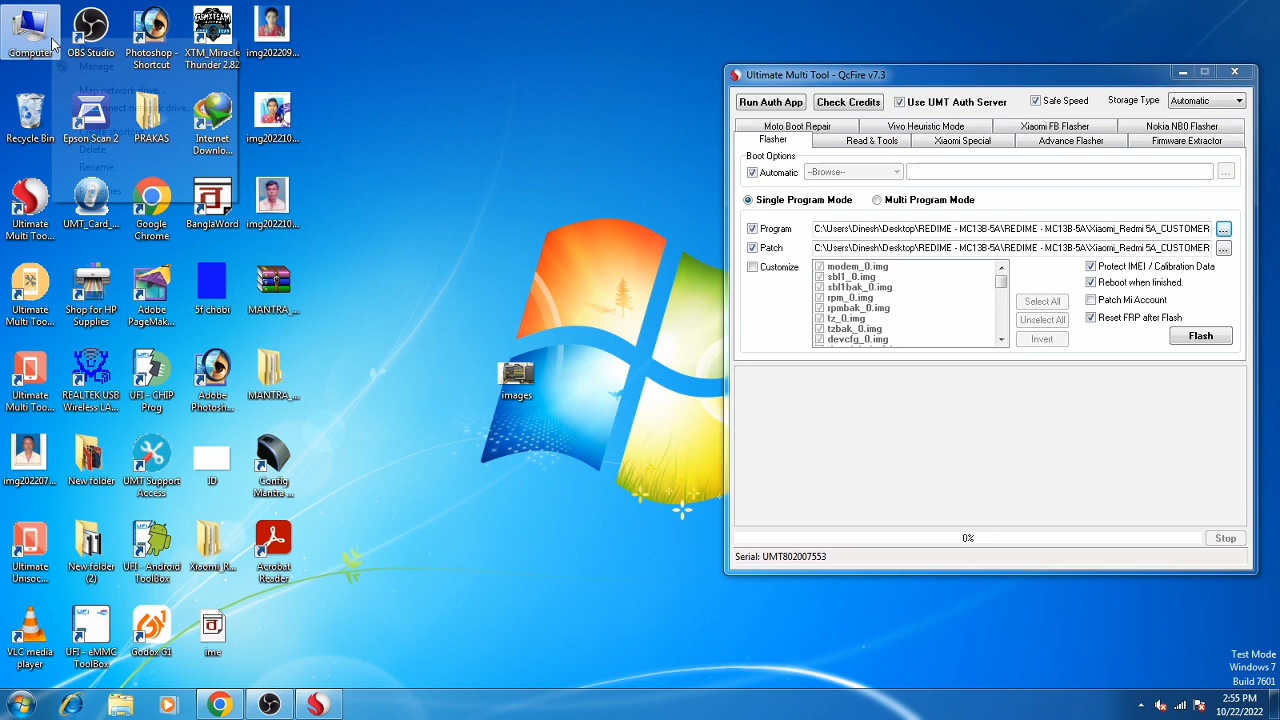 Computer
OBS Studio
Photoshop -
Shortcut
XTM_Miracle
Thunder 2.82
img202209...
Manage
Map network drive...
Delete
Rename
Recycle Bin
Epson Scan 2
PRAKAS
Internet
Downlo...
img202210...
Ultimate
Multi Too...
UMT_Card_...
Google
Chrome
BanglaWord
img202210...
Ultimate
Multi Too...
Shop for HP
Supplies
Adobe
PageMak...
5f chobi
MANTRA_...
Ultimate
Multi Too...
REALTEK USB
Wireless LA...
UFI - CHIP
Prog
Adobe
Photosh...
MANTRA_...
img202207...
New folder
UMT Support
Access
ID
Config
Mantra ...
Ultimate
Unisoc...
New folder
(2)
UFI - Android
ToolBox
Xiaomi_R...
Acrobat
Reader
VLC media
player
UFI - eMMC
ToolBox
Godox G1
ime
images
Ultimate Multi Tool - QcFire v7.3
Run Auth App Check Credits Use UMT Auth Server Safe Speed Storage Type Automatic
Moto Boot Repair Vivo Heuristic Mode Xiaomi FB Flasher Nokia NB0 Flasher
Flasher Read & Tools Xiaomi Special Advance Flasher Firmware Extractor
Boot Options
Automatic --Browse-- ...
Single Program Mode Multi Program Mode
Program C:\Users\Dinesh\Desktop\REDIME - MC13B-5A\REDIME - MC13B-5A\Xiaomi_Redmi 5A_CUSTOMER ...
Patch C:\Users\Dinesh\Desktop\REDIME - MC13B-5A\REDIME - MC13B-5A\Xiaomi_Redmi 5A_CUSTOMER ...
Customize
modem_0.img
sbl1_0.img
sbl1bak_0.img
rpm_0.img
rpmbak_0.img
tz_0.img
tzbak_0.img
devcfg_0.img
Select All
Unselect All
Invert
Protect IMEI / Calibration Data
Reboot when finished.
Patch Mi Account
Reset FRP after Flash
Flash
0% Stop
Serial: UMT802007553
Test Mode
Windows 7
Build 7601
2:55 PM
10/22/2022